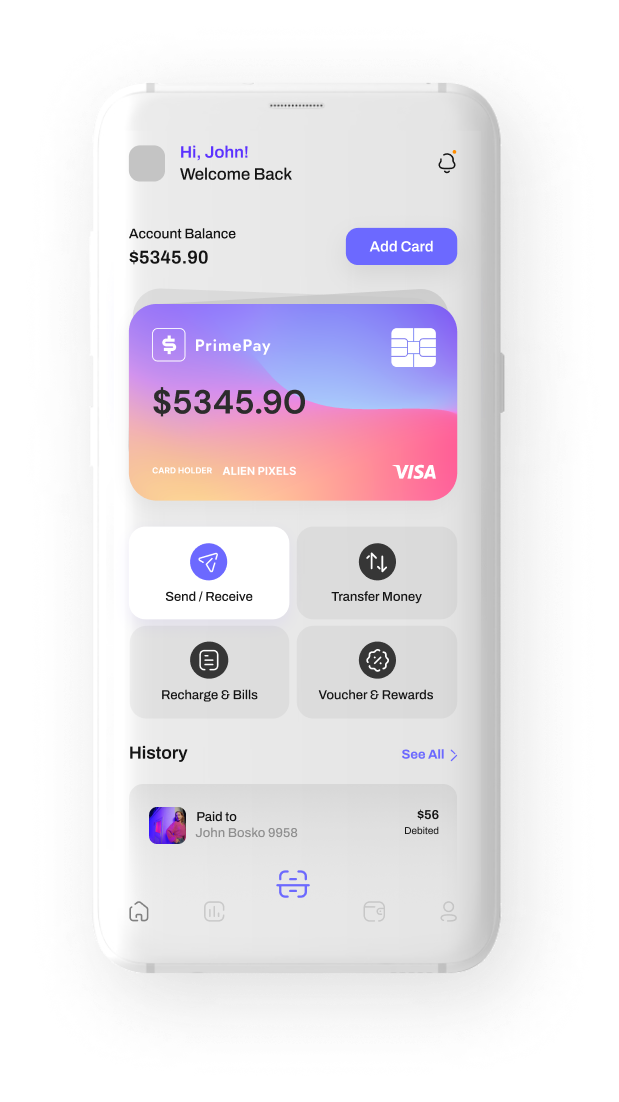 Hi, John!
Welcome Back
Account Balance
$5345.90
Add Card
PrimePay
$5345.90
CARD HOLDER ALIEN PIXELS
VISA
Send / Receive
Transfer Money
Recharge & Bills
Voucher & Rewards
History
See All
Paid to
$56
John Bosko 9958
Debited